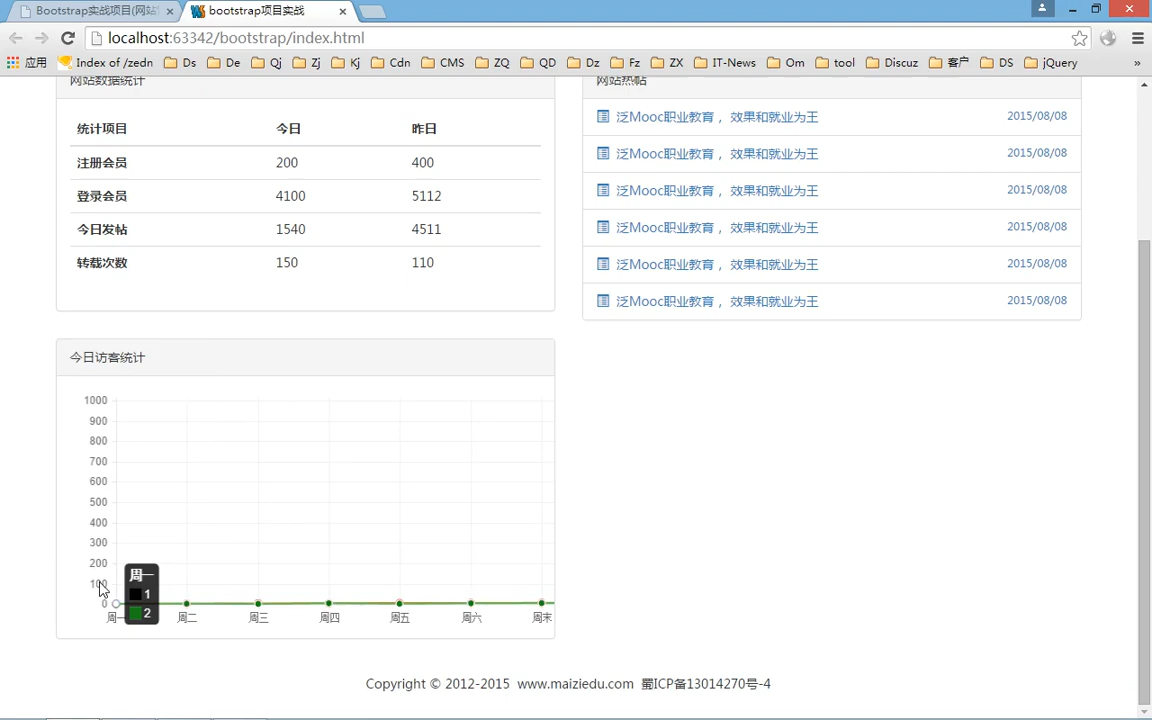 Bootstrap实战项目(网站
bootstrap项目实战
localhost:63342/bootstrap/index.html
应用 Index of /zedn Ds De Qj Zj Kj Cdn CMS ZQ QD Dz Fz ZX IT-News Om tool Discuz 客户 DS jQuery »
网站数据统计
统计项目 今日 昨日
注册会员 200 400
登录会员 4100 5112
今日发帖 1540 4511
转载次数 150 110
网站热帖
泛Mooc职业教育，效果和就业为王 2015/08/08
泛Mooc职业教育，效果和就业为王 2015/08/08
泛Mooc职业教育，效果和就业为王 2015/08/08
泛Mooc职业教育，效果和就业为王 2015/08/08
泛Mooc职业教育，效果和就业为王 2015/08/08
泛Mooc职业教育，效果和就业为王 2015/08/08
今日访客统计
1000
900
800
700
600
500
400
300
200
100
0
周一
1
2
周一 周二 周三 周四 周五 周六 周末
Copyright © 2012-2015 www.maiziedu.com 蜀ICP备13014270号-4